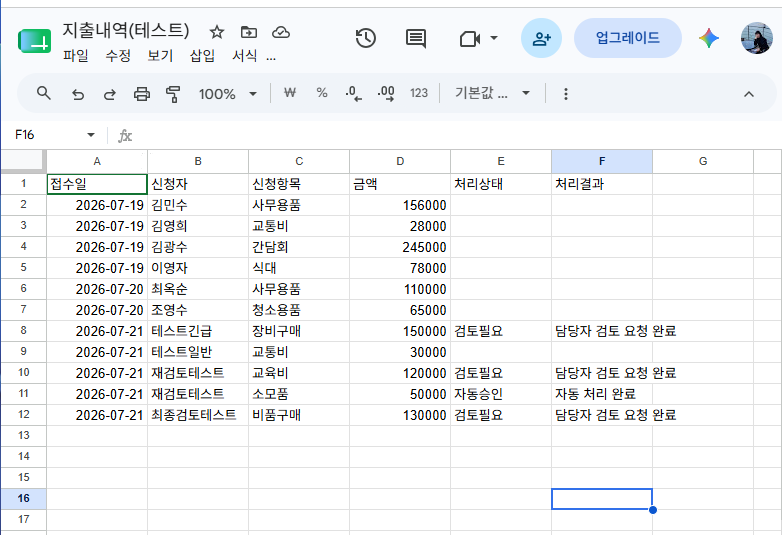 지출내역(테스트)
파일 수정 보기 삽입 서식 ...
업그레이드
100% ₩ % .0 .00 123 기본값 ...
F16 fx
A B C D E F G
1 접수일 신청자 신청항목 금액 처리상태 처리결과
2 2026-07-19 김민수 사무용품 156000
3 2026-07-19 김영희 교통비 28000
4 2026-07-19 김광수 간담회 245000
5 2026-07-19 이영자 식대 78000
6 2026-07-20 최옥순 사무용품 110000
7 2026-07-20 조영수 청소용품 65000
8 2026-07-21 테스트긴급 장비구매 150000 검토필요 담당자 검토 요청 완료
9 2026-07-21 테스트일반 교통비 30000
10 2026-07-21 재검토테스트 교육비 120000 검토필요 담당자 검토 요청 완료
11 2026-07-21 재검토테스트 소모품 50000 자동승인 자동 처리 완료
12 2026-07-21 최종검토테스트 비품구매 130000 검토필요 담당자 검토 요청 완료
13
14
15
16
17